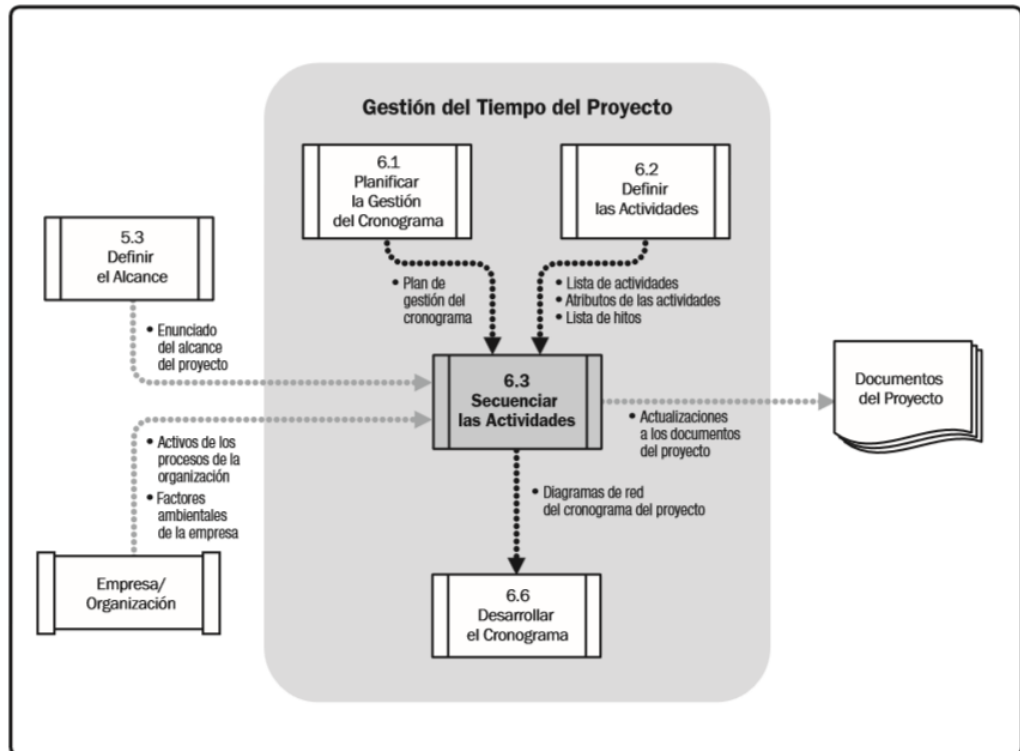 Gestión del Tiempo del Proyecto
6.1
Planificar
la Gestión
del Cronograma
6.2
Definir
las Actividades
5.3
Definir
el Alcance
• Plan de
gestión del
cronograma
• Lista de actividades
• Atributos de las actividades
• Lista de hitos
• Enunciado
del alcance
del proyecto
6.3
Secuenciar
las Actividades
Documentos
del Proyecto
• Actualizaciones
a los documentos
del proyecto
• Activos de los
procesos de la
organización
• Factores
ambientales
de la empresa
• Diagramas de red
del cronograma del proyecto
Empresa/
Organización
6.6
Desarrollar
el Cronograma